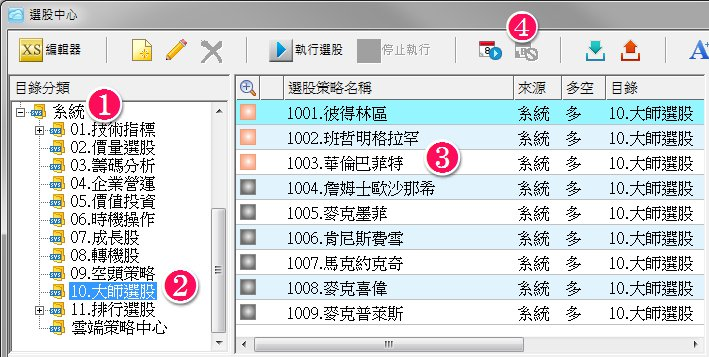 選股中心
XS 編輯器 執行選股 停止執行 8 A
4
目錄分類
選股策略名稱 來源 多空 目錄
系統
1
01.技術指標
02.價量選股
03.籌碼分析
04.企業營運
05.價值投資
06.時機操作
07.成長股
08.轉機股
09.空頭策略
10.大師選股
2
11.排行選股
雲端策略中心
1001.彼得林區 系統 多 10.大師選股
1002.班哲明格拉罕 系統 多 10.大師選股
1003.華倫巴菲特 系統 多 10.大師選股
3
1004.詹姆士歐沙那希 系統 多 10.大師選股
1005.麥克墨菲 系統 多 10.大師選股
1006.肯尼斯費雪 系統 多 10.大師選股
1007.馬克約克奇 系統 多 10.大師選股
1008.麥克喜偉 系統 多 10.大師選股
1009.麥克普萊斯 系統 多 10.大師選股